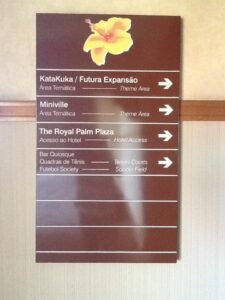 KataKuka / Futura Expansão
Área Temática Theme Area
Miniville
Área Temática Theme Area
The Royal Palm Plaza
Acesso ao Hotel Hotel Access
Bar Quiosque
Quadras de Tênis Tennis Courts
Futebol Society Soccer Field